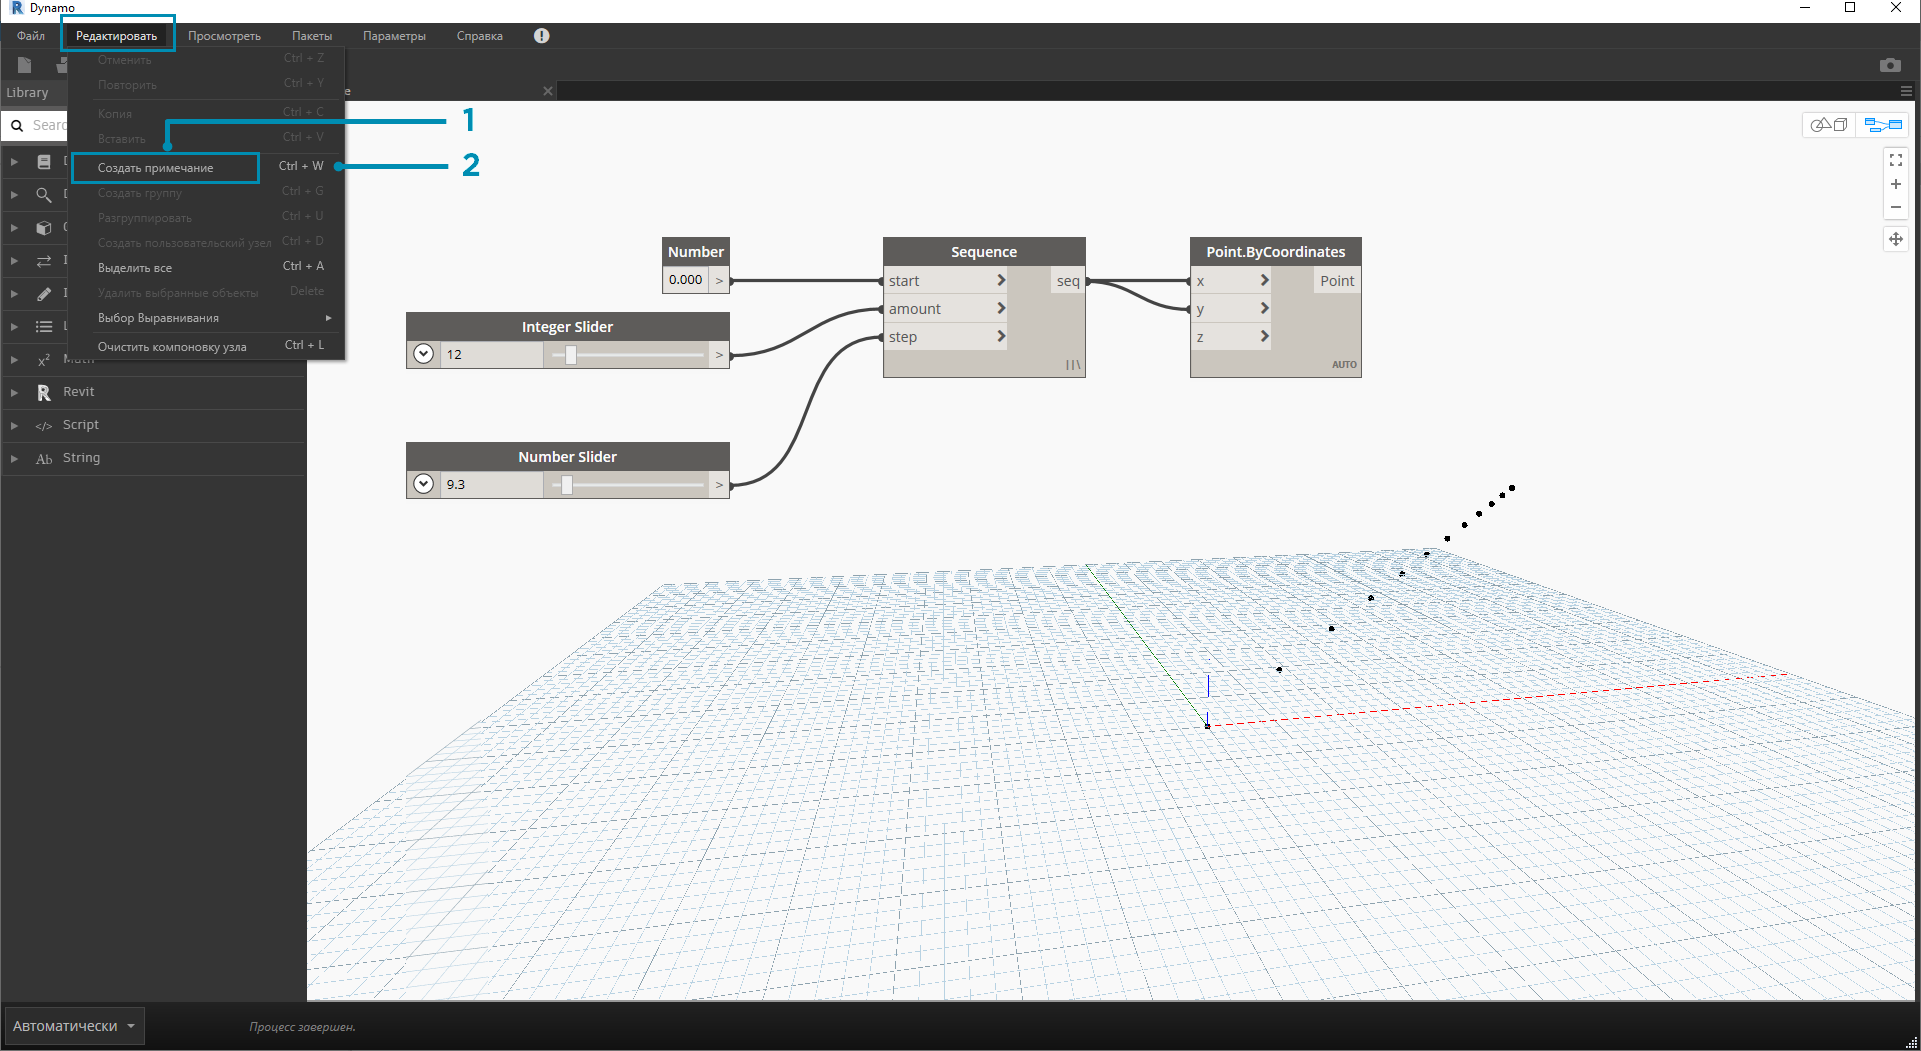 Dynamo
Файл Редактировать Просмотреть Пакеты Параметры Справка
Отменить Ctrl + Z
Повторить Ctrl + Y
Копия Ctrl + C
Вставить Ctrl + V
Создать примечание Ctrl + W
Создать группу Ctrl + G
Разгруппировать Ctrl + U
Создать пользовательский узел Ctrl + D
Выделить все Ctrl + A
Удалить выбранные объекты Delete
Выбор Выравнивания
Очистить компоновку узла Ctrl + L
1
2
Library
Searc
Math
Revit
Script
String
Number
0.000 >
Integer Slider
12 >
Number Slider
9.3 >
Sequence
start seq
amount
step
Point.ByCoordinates
x Point
y
z
AUTO
Автоматически
Процесс завершен.